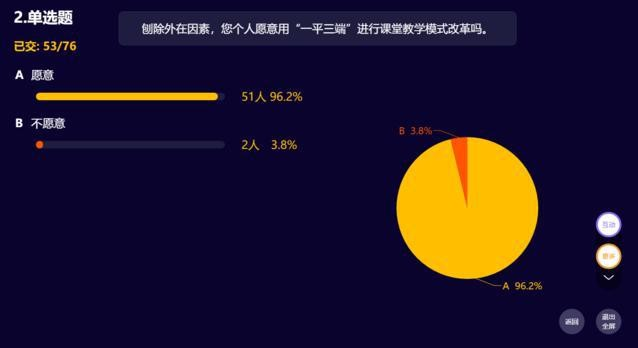 2.单选题
刨除外在因素，您个人愿意用“一平三端”进行课堂教学模式改革吗。
已交: 53/76
A 愿意
51人 96.2%
B 不愿意
2人 3.8%
B 3.8%
A 96.2%
互动
更多
返回
退出
全屏